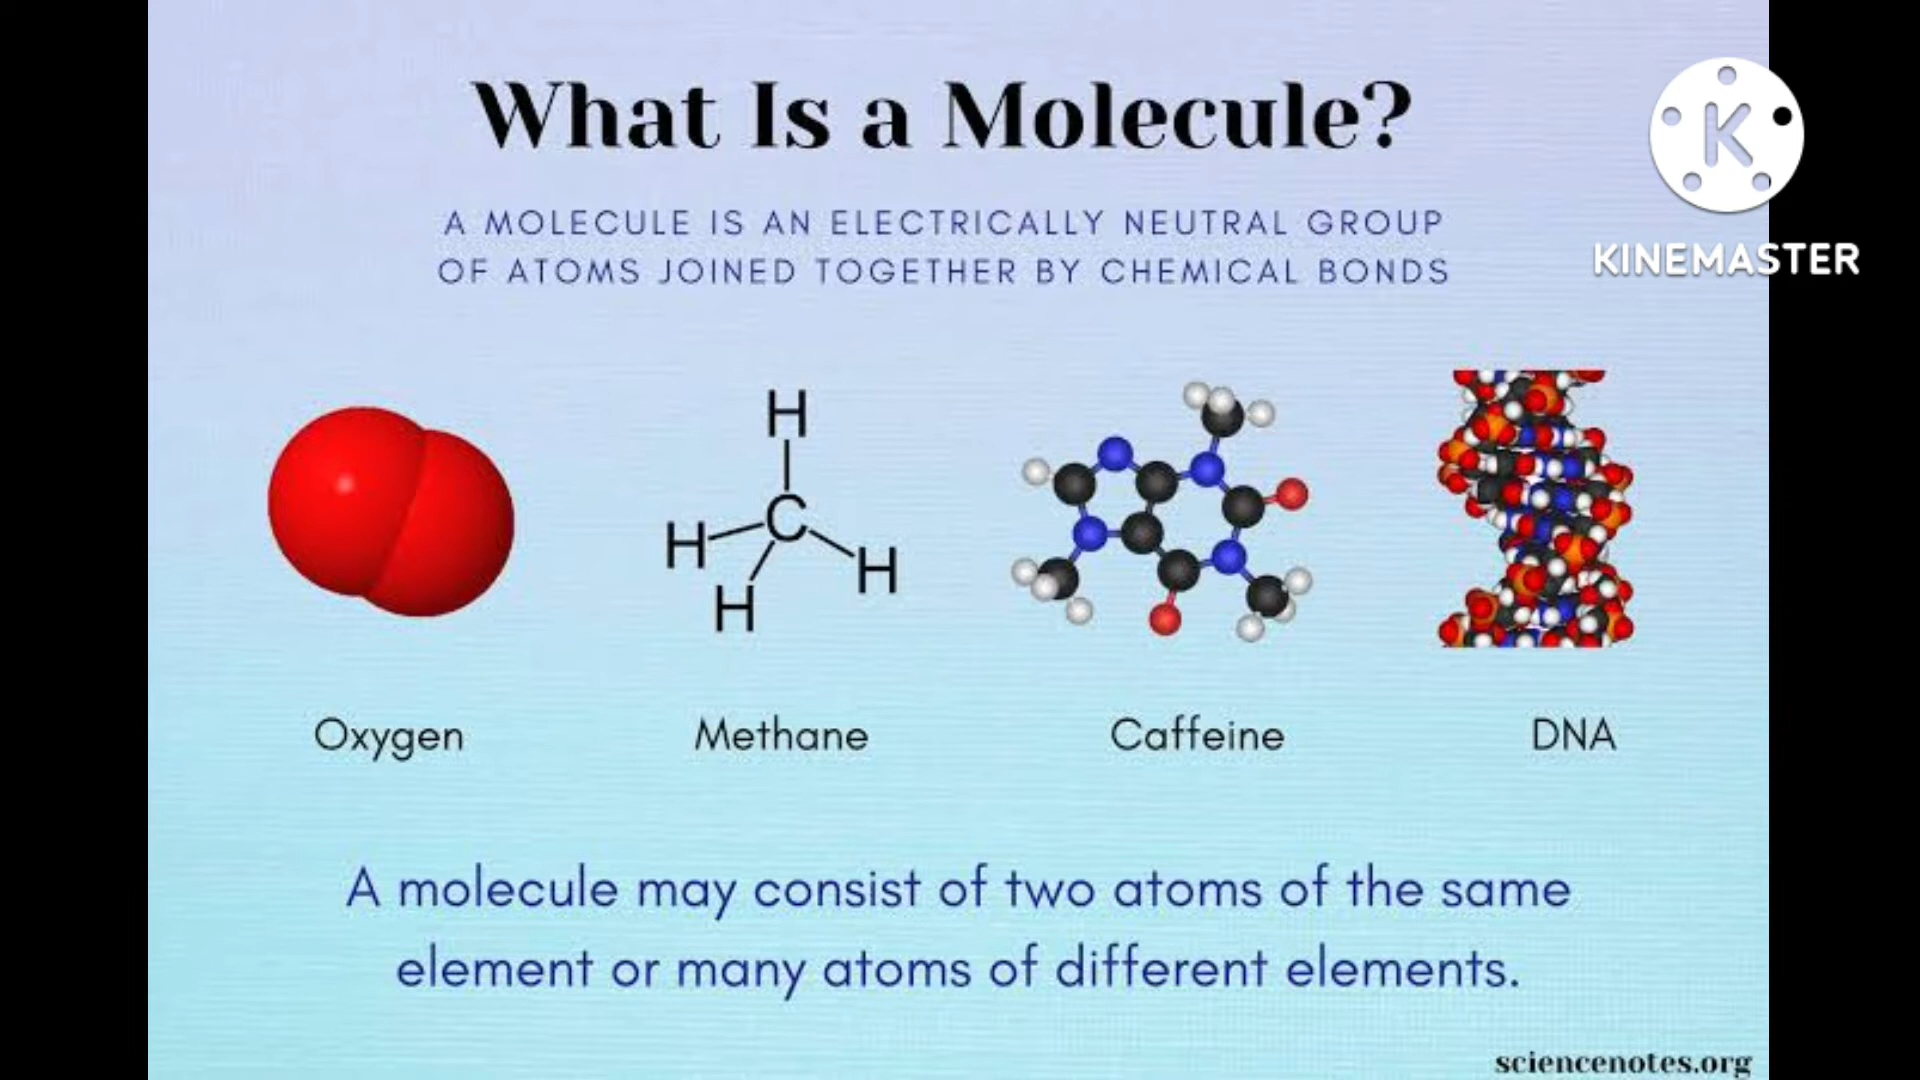 What Is a Molecule?
A MOLECULE IS AN ELECTRICALLY NEUTRAL GROUP
OF ATOMS JOINED TOGETHER BY CHEMICAL BONDS
K
KINEMASTER
H
C
H
H
H
Oxygen
Methane
Caffeine
DNA
A molecule may consist of two atoms of the same
element or many atoms of different elements.
sciencenotes.org